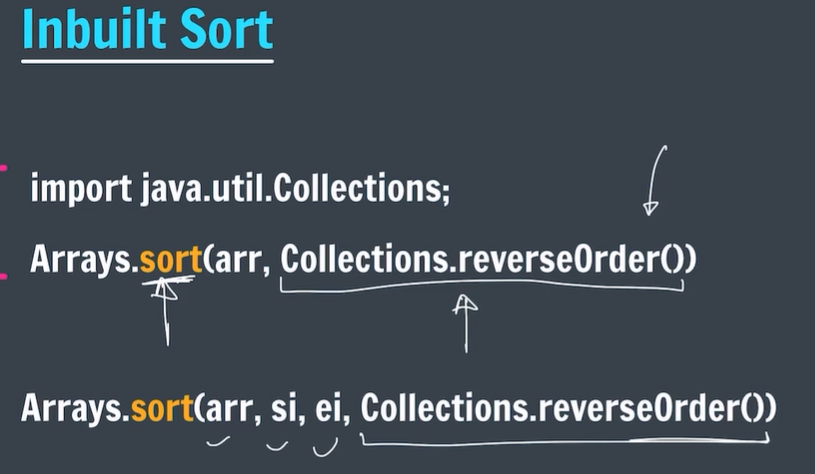 Inbuilt Sort
import java.util.Collections;
Arrays.sort(arr, Collections.reverseOrder())
Arrays.sort(arr, si, ei, Collections.reverseOrder())